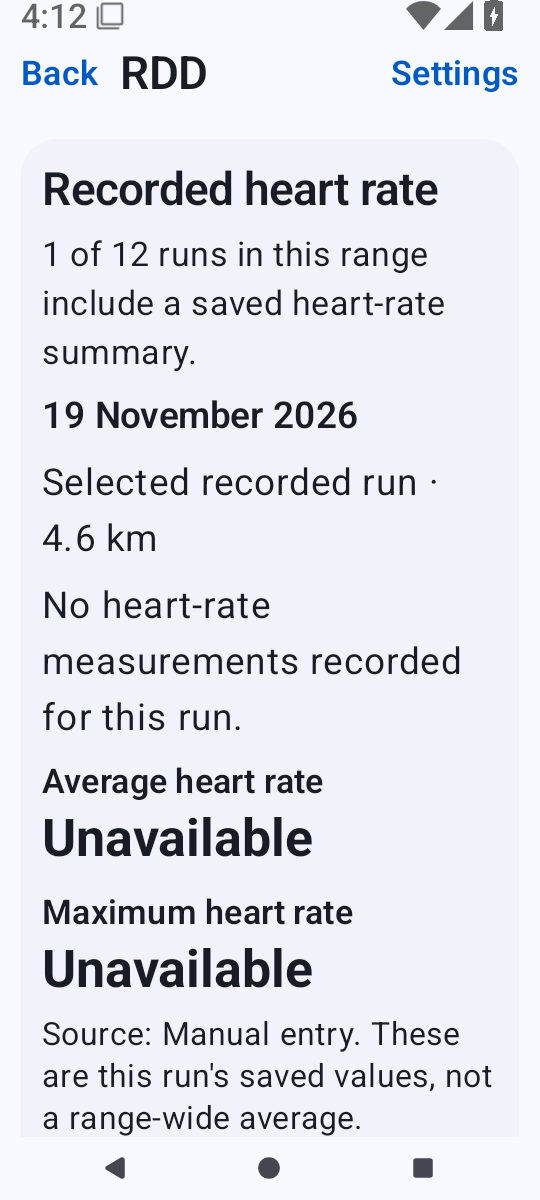 4:12
Back RDD Settings
Recorded heart rate
1 of 12 runs in this range
include a saved heart-rate
summary.
19 November 2026
Selected recorded run ·
4.6 km
No heart-rate
measurements recorded
for this run.
Average heart rate
Unavailable
Maximum heart rate
Unavailable
Source: Manual entry. These
are this run's saved values, not
a range-wide average.